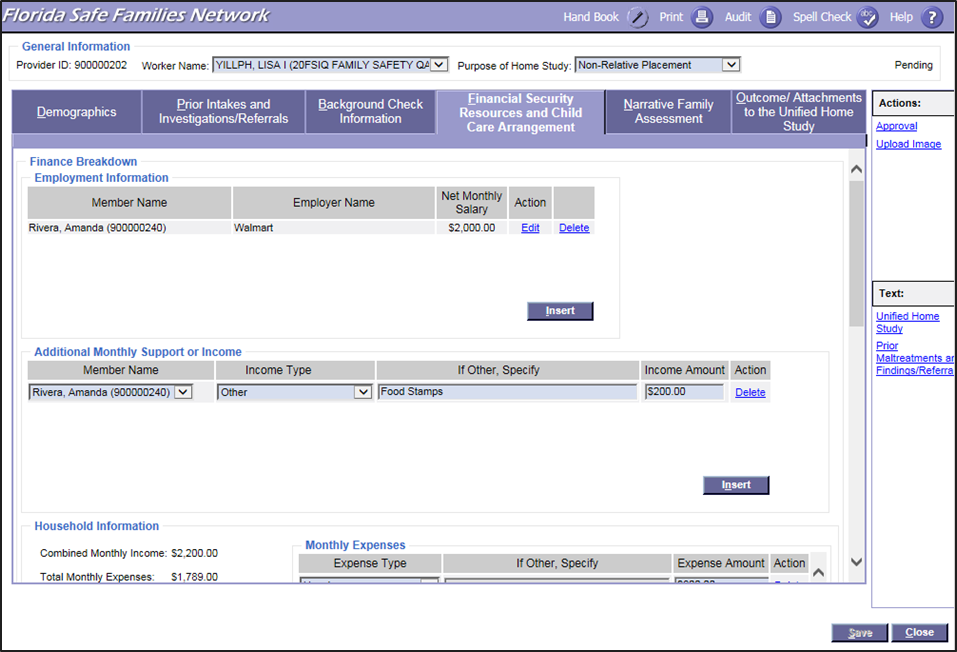 Florida Safe Families Network
Hand Book Print Audit Spell Check abc Help ?
General Information
Provider ID: 900000202 Worker Name: YILLPH, LISA I (20FSIQ FAMILY SAFETY QA Purpose of Home Study: Non-Relative Placement Pending
Demographics
Prior Intakes and
Investigations/Referrals
Background Check
Information
Financial Security
Resources and Child
Care Arrangement
Narrative Family
Assessment
Outcome/ Attachments
to the Unified Home
Study
Actions:
Approval
Upload Image
Finance Breakdown
Employment Information
Member Name Employer Name Net Monthly Salary Action
Rivera, Amanda (900000240) Walmart $2,000.00 Edit Delete
Insert
Text:
Unified Home
Study
Prior
Maltreatments an
Findings/Referra
Additional Monthly Support or Income
Member Name Income Type If Other, Specify Income Amount Action
Rivera, Amanda (900000240) Other Food Stamps $200.00 Delete
Insert
Household Information
Combined Monthly Income: $2,200.00
Total Monthly Expenses: $1,789.00
Monthly Expenses
Expense Type If Other, Specify Expense Amount Action
Save Close